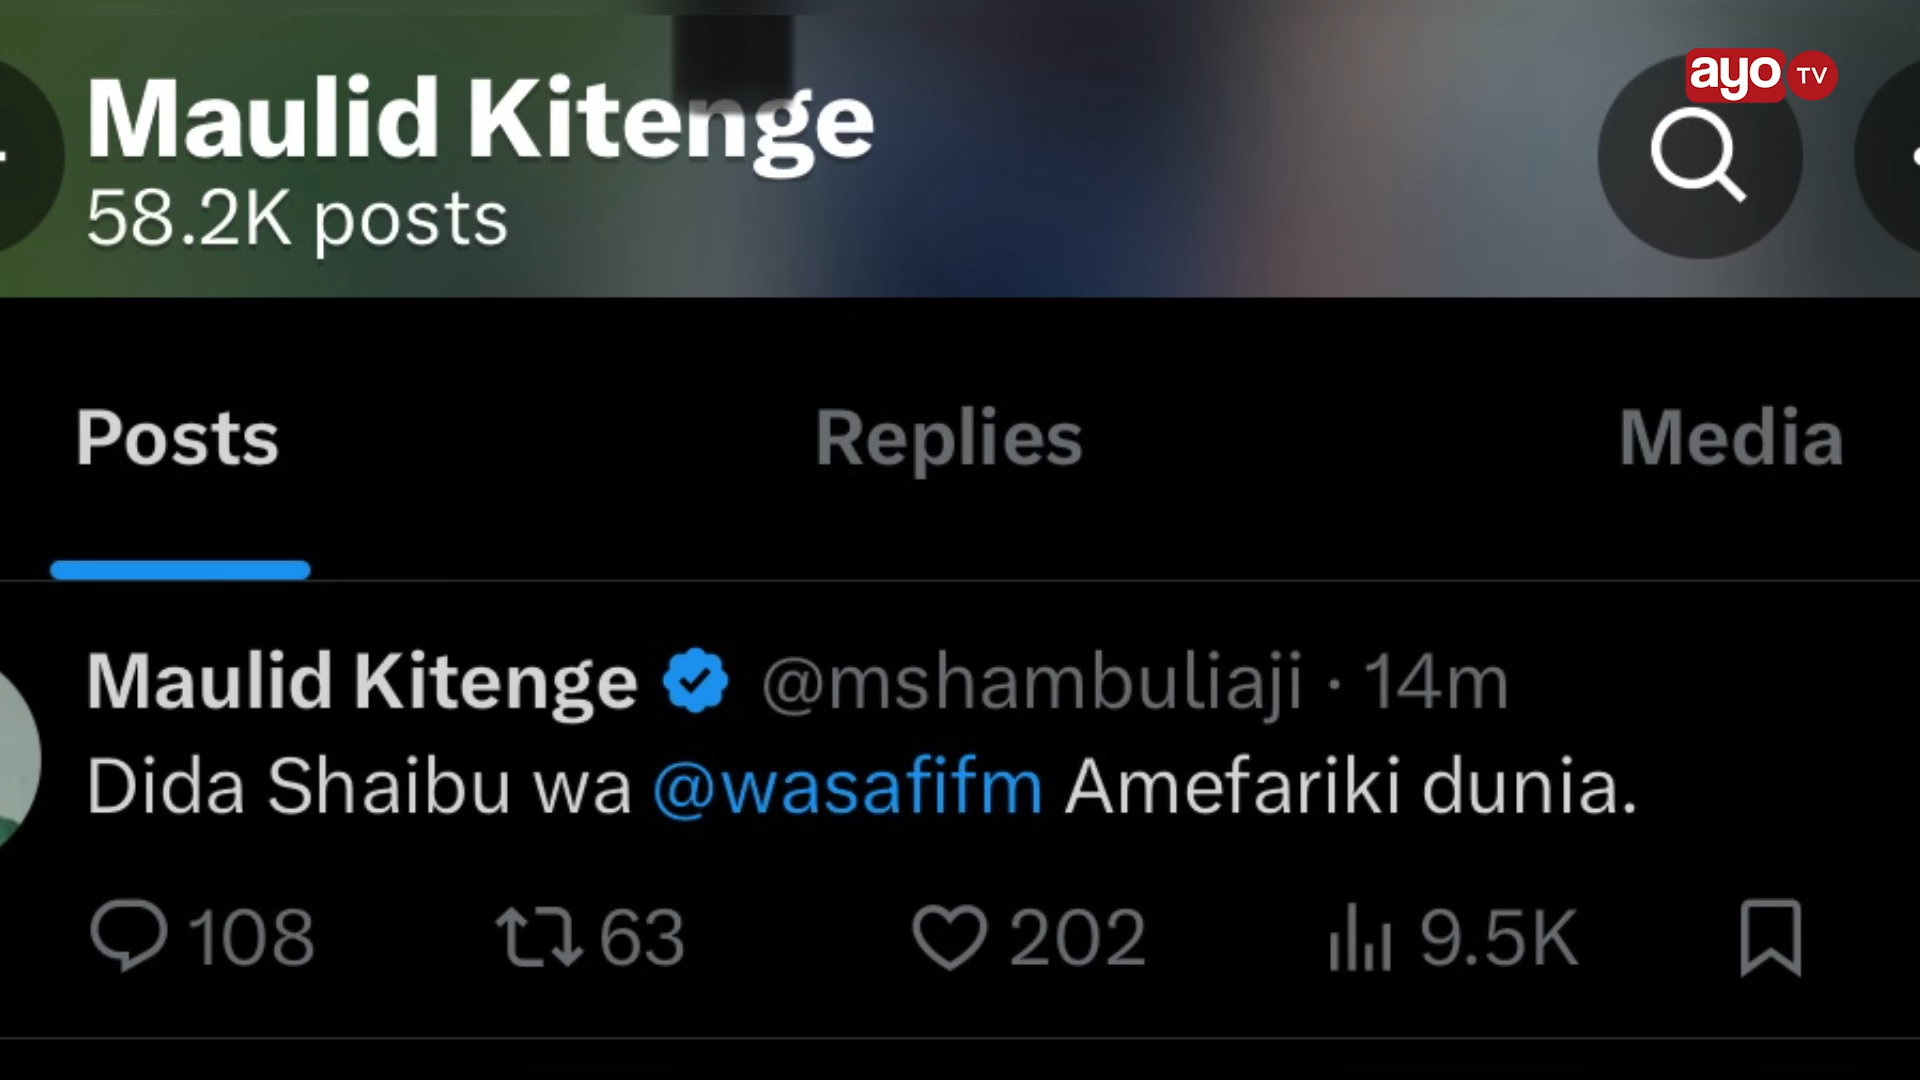 ayo TV
Maulid Kitenge
58.2K posts
Posts Replies Media
Maulid Kitenge @mshambuliaji · 14m
Dida Shaibu wa @wasafifm Amefariki dunia.
108 63 202 9.5K